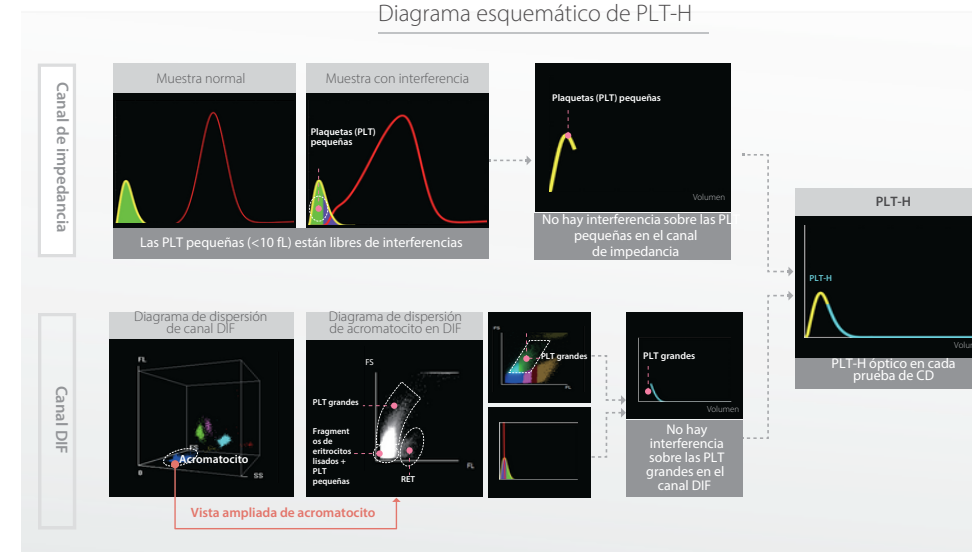 Diagrama esquemático de PLT-H
Canal de impedancia
Muestra normal
Muestra con interferencia
Plaquetas (PLT)
pequeñas
Las PLT pequeñas (<10 fL) están libres de interferencias
Plaquetas (PLT) pequeñas
Volumen
No hay interferencia sobre las PLT
pequeñas en el canal
de impedancia
PLT-H
PLT-H
Volum
PLT-H óptico en cada
prueba de CD
Canal DIF
Diagrama de dispersión
de canal DIF
FL
FS
Acromatocito
B
SS
Diagrama de dispersión
de acromatocito en DIF
FS
PLT grandes
Fragment
os de
eritrocitos
lisados +
PLT
pequeñas
RET
FL
FS
PLT grandes
FL
PLT grandes
Volumen
No hay
interferencia
sobre las PLT
grandes en el
canal DIF
Vista ampliada de acromatocito